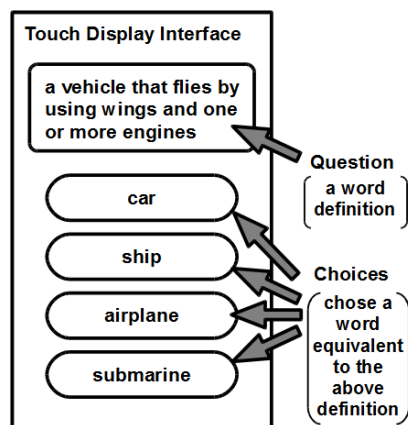 Touch Display Interface
a vehicle that flies by
using wings and one
or more engines
car
ship
airplane
submarine
Question
a word
definition
Choices
chose a
word
equivalent
to the
above
definition